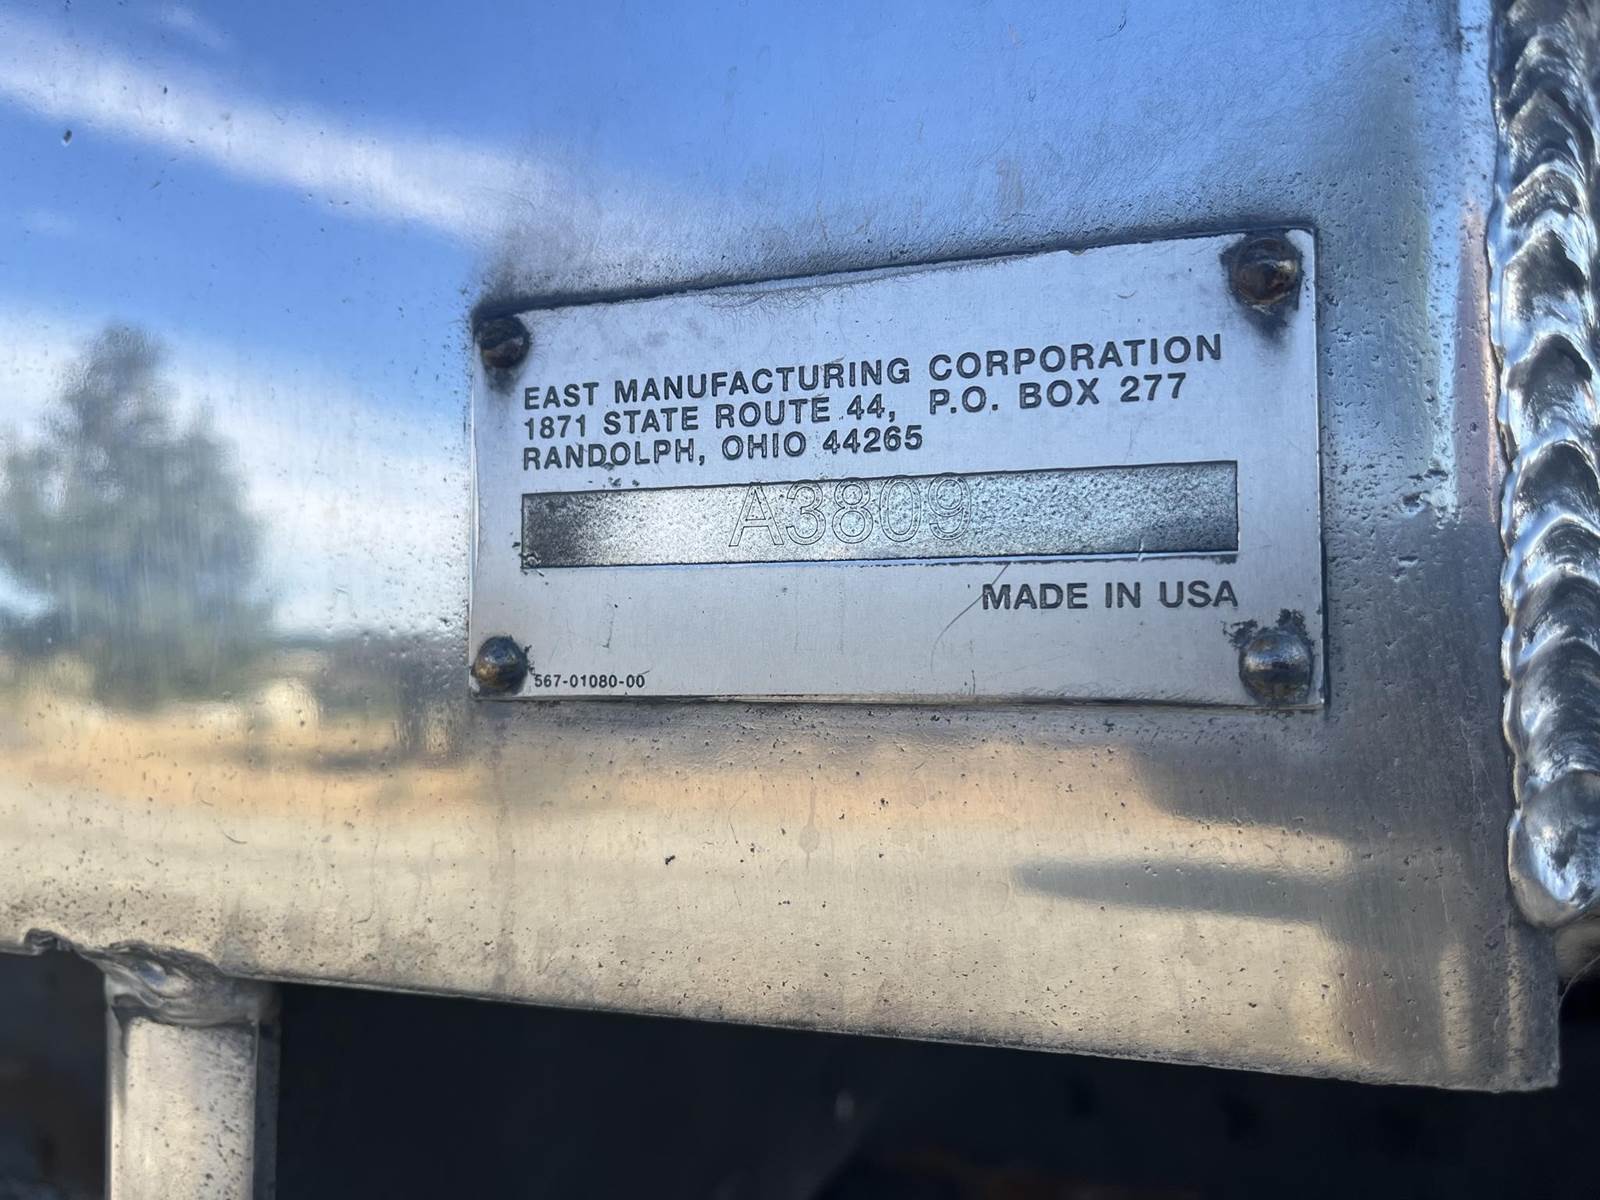 EAST MANUFACTURING CORPORATION
1871 STATE ROUTE 44, P.O. BOX 277
RANDOLPH, OHIO 44265
A3809
MADE IN USA
567-01080-00